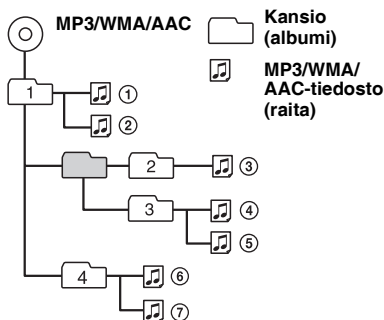 MP3/WMA/AAC
Kansio
(albumi)
MP3/WMA/
AAC-tiedosto
(raita)
1
①
②
2
③
3
④
⑤
4
⑥
⑦